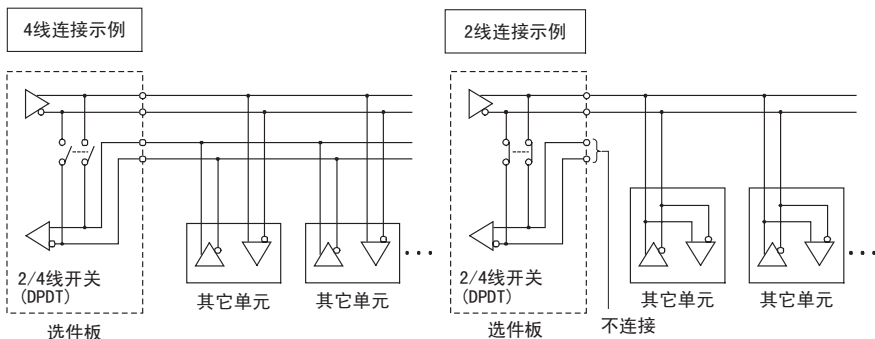 4线连接示例
2/4线开关
(DPDT)
选件板
其它单元
其它单元
...
2线连接示例
2/4线开关
(DPDT)
选件板
不连接
其它单元
其它单元
...